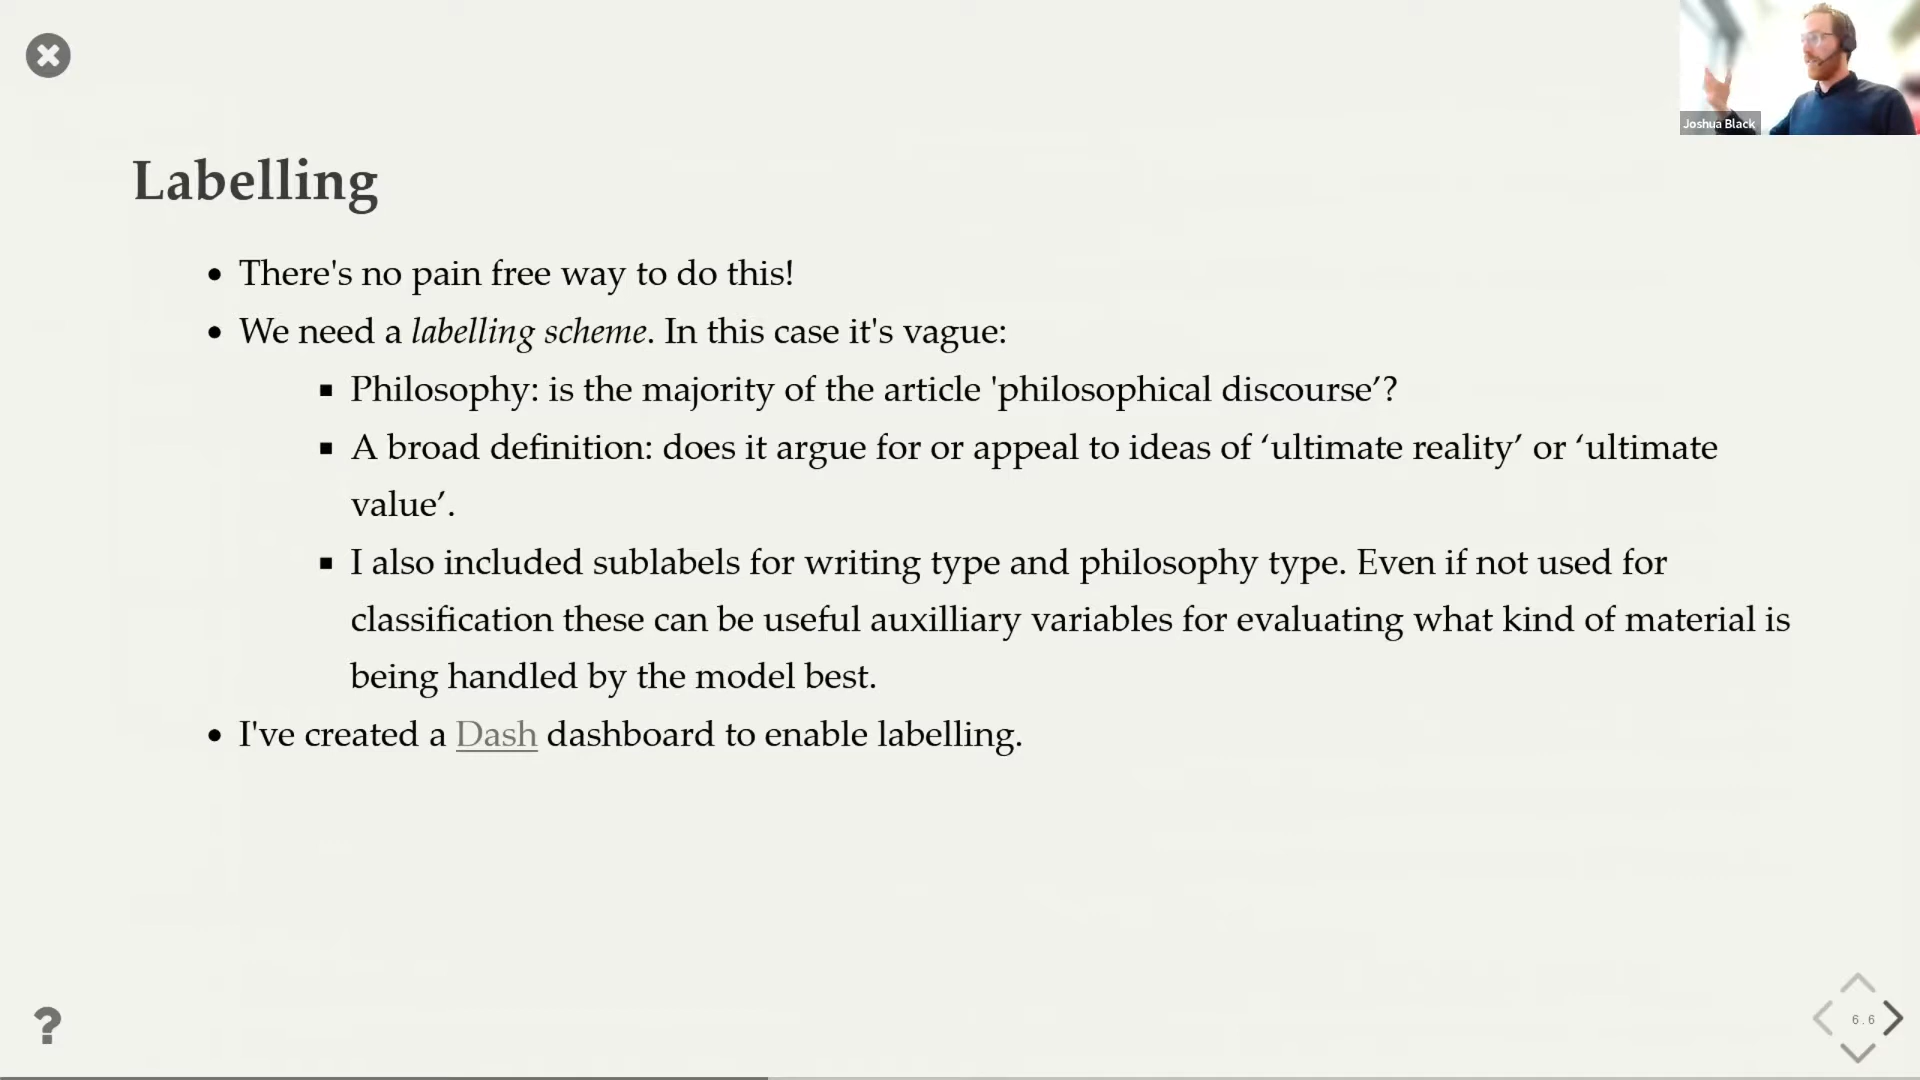 Joshua Black
Labelling
• There's no pain free way to do this!
• We need a labelling scheme. In this case it's vague:
▪ Philosophy: is the majority of the article 'philosophical discourse’?
▪ A broad definition: does it argue for or appeal to ideas of ‘ultimate reality’ or ‘ultimate
value’.
▪ I also included sublabels for writing type and philosophy type. Even if not used for
classification these can be useful auxilliary variables for evaluating what kind of material is
being handled by the model best.
• I've created a Dash dashboard to enable labelling.
?
6.6